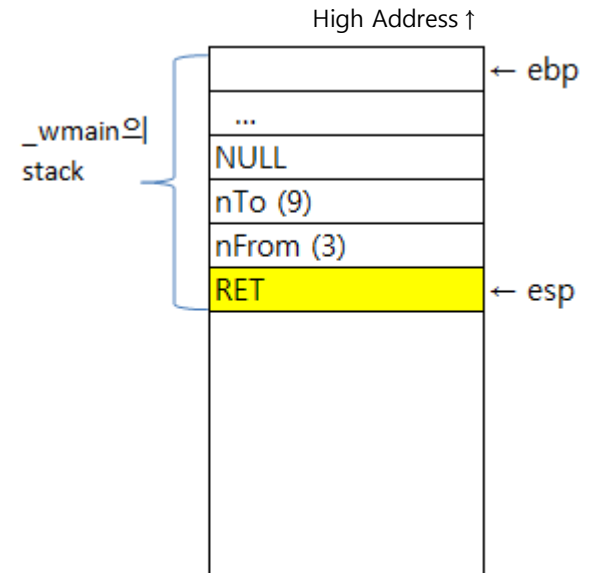 High Address ↑
← ebp
...
_wmain의
stack
NULL
nTo (9)
nFrom (3)
RET
← esp